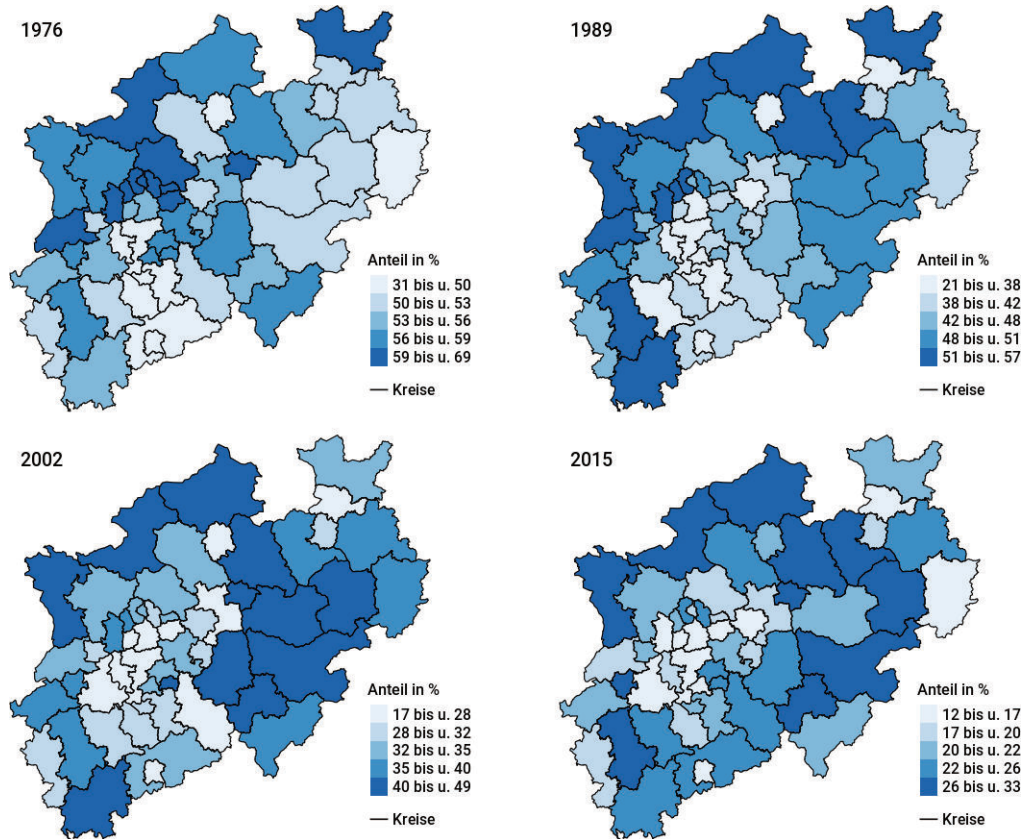 1976
Anteil in %
31 bis u. 50
50 bis u. 53
53 bis u. 56
56 bis u. 59
59 bis u. 69
Kreise
1989
Anteil in %
21 bis u. 38
38 bis u. 42
42 bis u. 48
48 bis u. 51
51 bis u. 57
Kreise
2002
Anteil in %
17 bis u. 28
28 bis u. 32
32 bis u. 35
35 bis u. 40
40 bis u. 49
Kreise
2015
Anteil in %
12 bis u. 17
17 bis u. 20
20 bis u. 22
22 bis u. 26
26 bis u. 33
Kreise